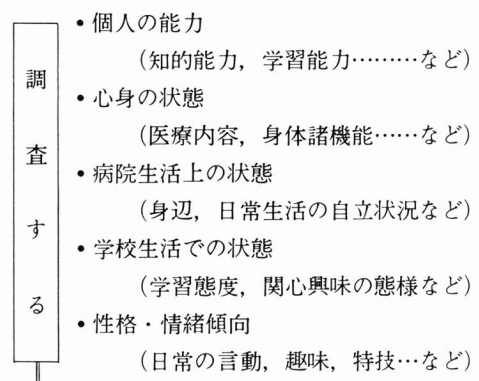 調査する
•個人の能力
(知的能力，学習能力………など)
•心身の状態
(医療内容，身体諸機能……など)
•病院生活上の状態
(身辺，日常生活の自立状況など)
•学校生活での状態
(学習態度，関心興味の態様など)
•性格・情緒傾向
(日常の言動，趣味，特技…など)